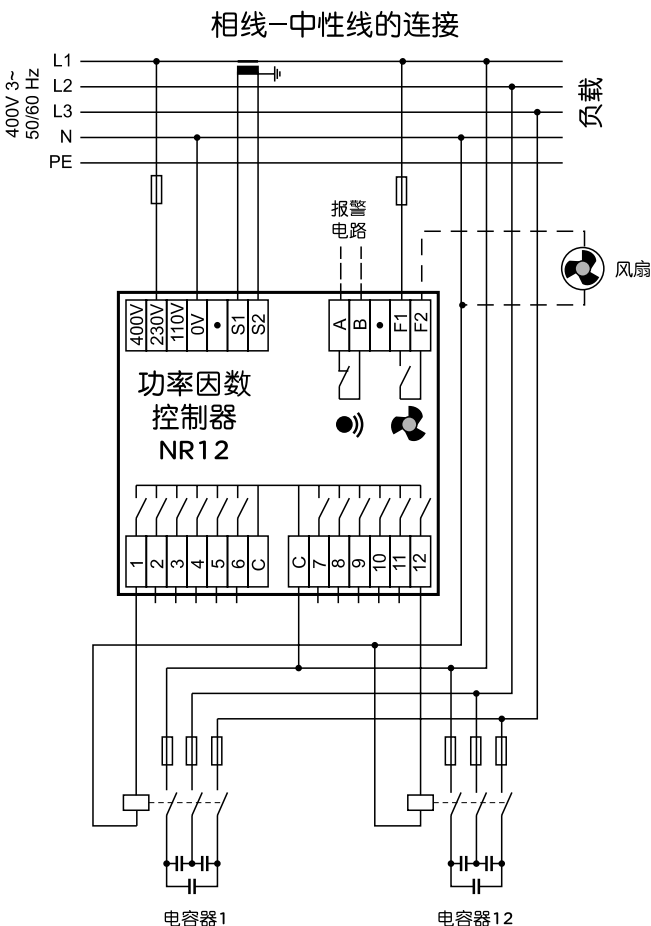 相线-中性线的连接
L1
L2
L3
N
PE
400V 3~
50/60 Hz
负载
报警
电路
风扇
400V
230V
110V
0V
•
S1
S2
A
B
•
F1
F2
功率因数
控制器
NR12
1
2
3
4
5
6
C
C
7
8
9
10
11
12
电容器1
电容器12